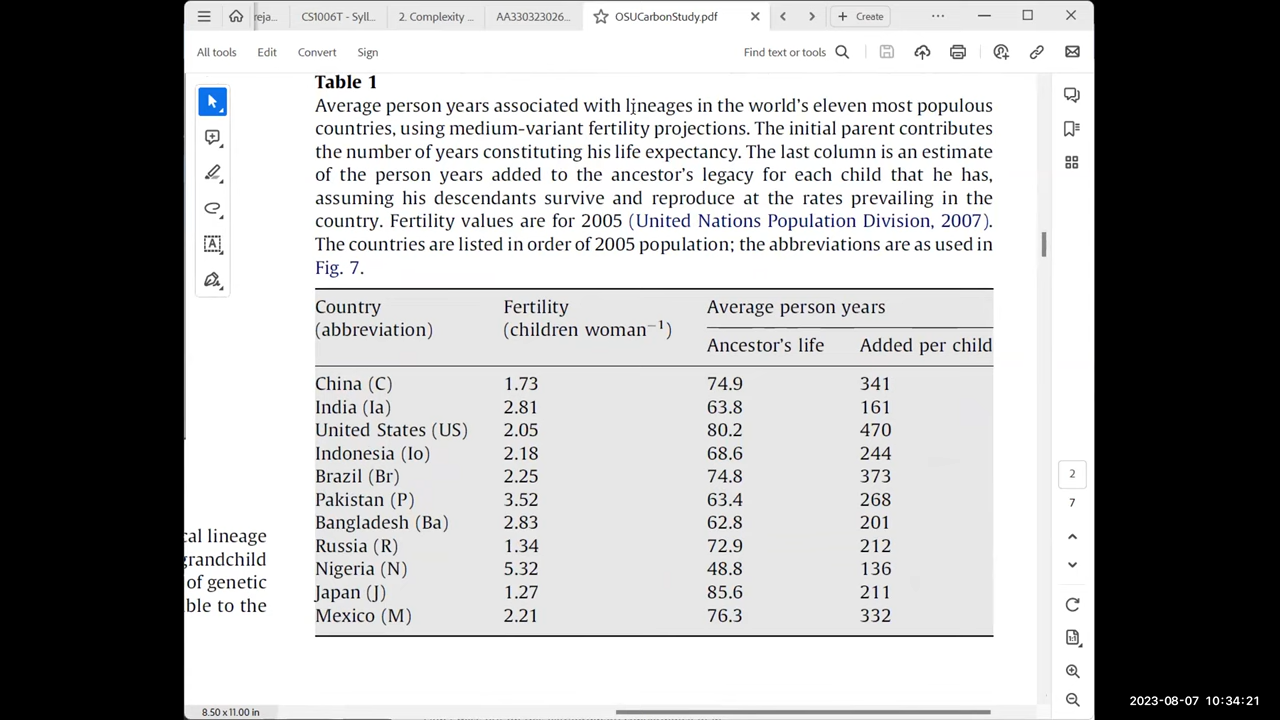 reja...
CS1006T - Syll...
2. Complexity ...
AA330323026...
OSUCarbonStudy.pdf
Create
All tools
Edit
Convert
Sign
Find text or tools
Table 1
Average person years associated with lineages in the world's eleven most populous
countries, using medium-variant fertility projections. The initial parent contributes
the number of years constituting his life expectancy. The last column is an estimate
of the person years added to the ancestor's legacy for each child that he has,
assuming his descendants survive and reproduce at the rates prevailing in the
country. Fertility values are for 2005 (United Nations Population Division, 2007).
The countries are listed in order of 2005 population; the abbreviations are as used in
Fig. 7.
Country Fertility Average person years
(abbreviation) (children woman⁻¹)
Ancestor's life Added per child
China (C) 1.73 74.9 341
India (Ia) 2.81 63.8 161
United States (US) 2.05 80.2 470
Indonesia (Io) 2.18 68.6 244
Brazil (Br) 2.25 74.8 373
Pakistan (P) 3.52 63.4 268
Bangladesh (Ba) 2.83 62.8 201
Russia (R) 1.34 72.9 212
Nigeria (N) 5.32 48.8 136
Japan (J) 1.27 85.6 211
Mexico (M) 2.21 76.3 332
cal lineage
grandchild
of genetic
ble to the
2
7
8.50 x 11.00 in
2023-08-07 10:34:21